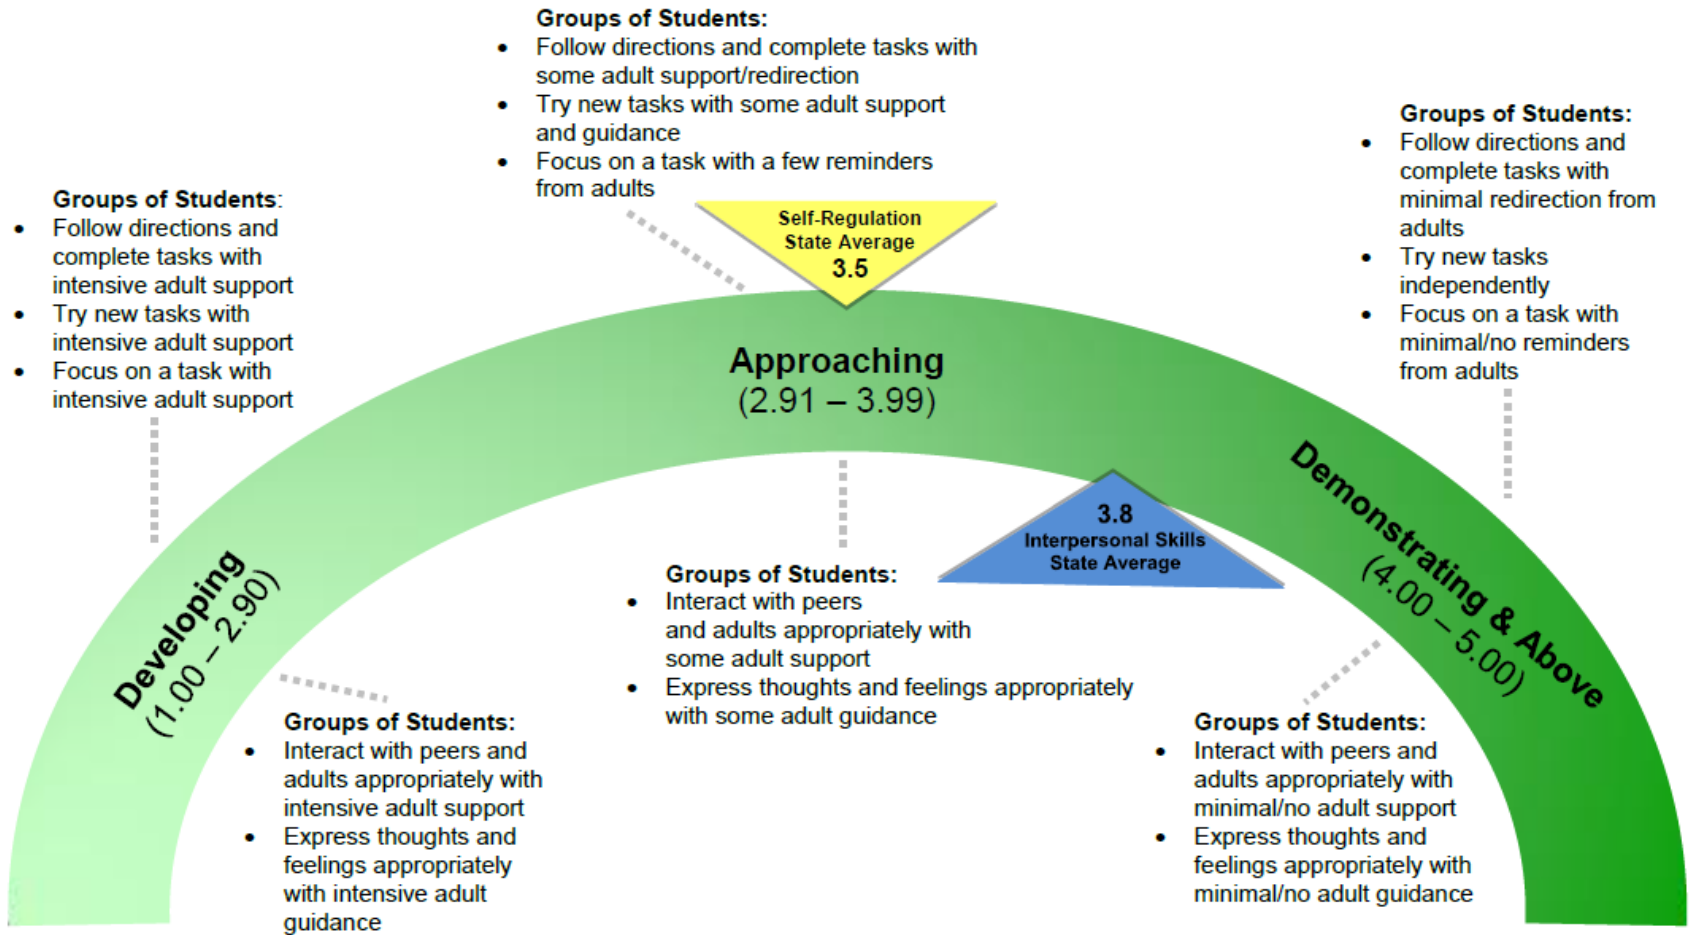 Groups of Students:
• Follow directions and complete tasks with
some adult support/redirection
• Try new tasks with some adult support
and guidance
• Focus on a task with a few reminders
from adults
Groups of Students:
• Follow directions and
complete tasks with
minimal redirection from
adults
• Try new tasks
independently
• Focus on a task with
minimal/no reminders
from adults
Groups of Students:
• Follow directions and
complete tasks with
intensive adult support
• Try new tasks with
intensive adult support
• Focus on a task with
intensive adult support
Self-Regulation
State Average
3.5
Approaching
(2.91 – 3.99)
Developing
(1.00 – 2.90)
Demonstrating & Above
(4.00 – 5.00)
3.8
Interpersonal Skills
State Average
Groups of Students:
• Interact with peers
and adults appropriately with
some adult support
• Express thoughts and feelings appropriately
with some adult guidance
Groups of Students:
• Interact with peers and
adults appropriately with
intensive adult support
• Express thoughts and
feelings appropriately
with intensive adult
guidance
Groups of Students:
• Interact with peers and
adults appropriately with
minimal/no adult support
• Express thoughts and
feelings appropriately with
minimal/no adult guidance